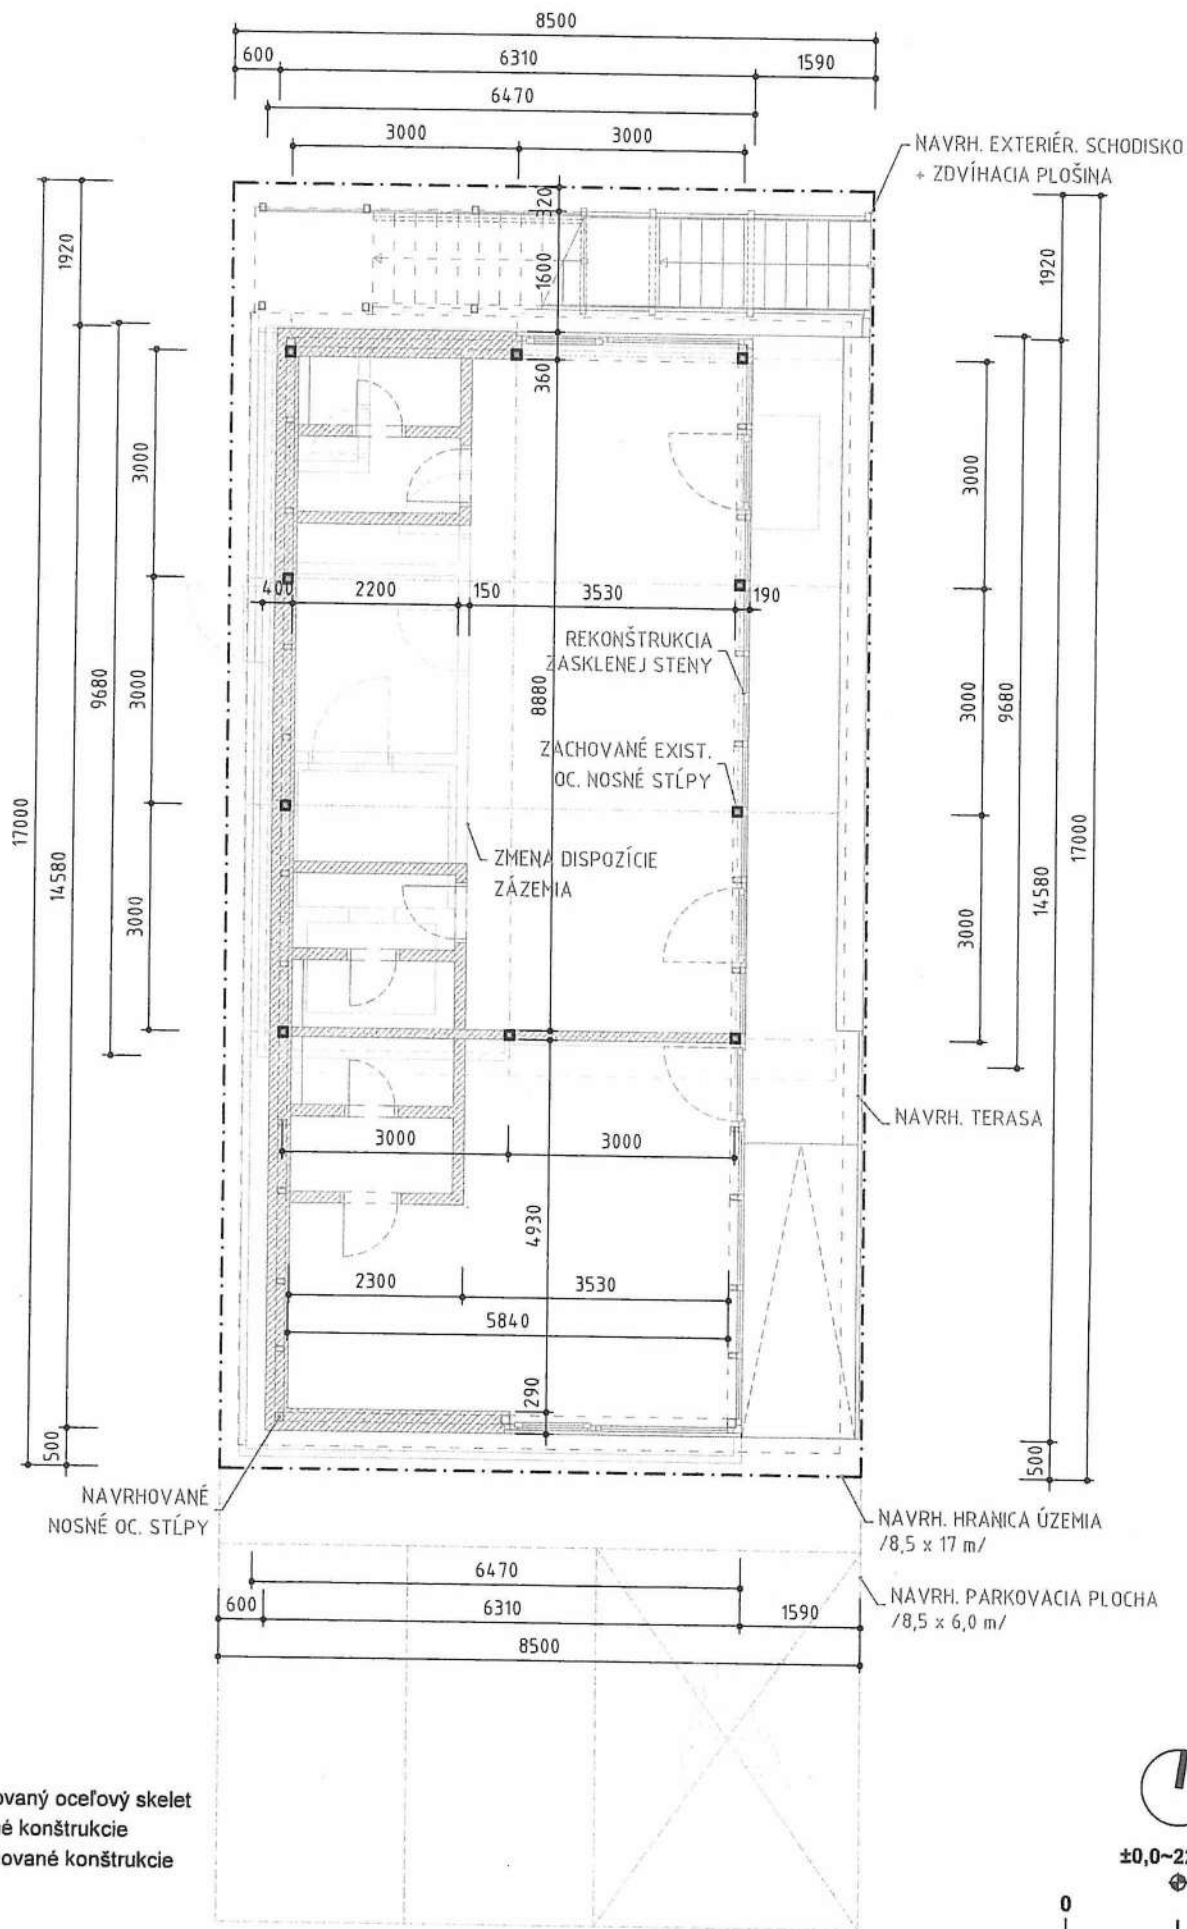 8500
600 6310 1590
6470
3000 3000
NAVRH. EXTERIÉR. SCHODISKO
+ ZDVÍHACIA PLOŠINA
320
1920
1600
1920
360
3000
3000
400 2200 150 3530 190
REKONŠTRUKCIA
ZASKLENEJ STENY
9680
3000
8880
3000
9680
ZACHOVANÉ EXIST.
OC. NOSNÉ STĹPY
17000
14580
ZMENA DISPOZÍCIE
ZÁZEMIA
17000
14580
3000
3000
NAVRH. TERASA
3000 3000
4930
2300 3530
5840
290
500
500
NAVRHOVANÉ
NOSNÉ OC. STĹPY
NAVRH. HRANICA ÚZEMIA
/8,5 x 17 m/
6470
NAVRH. PARKOVACIA PLOCHA
/8,5 x 6,0 m/
600 6310 1590
8500
ovaný oceľový skelet
é konštrukcie
ované konštrukcie
±0,0~2
0